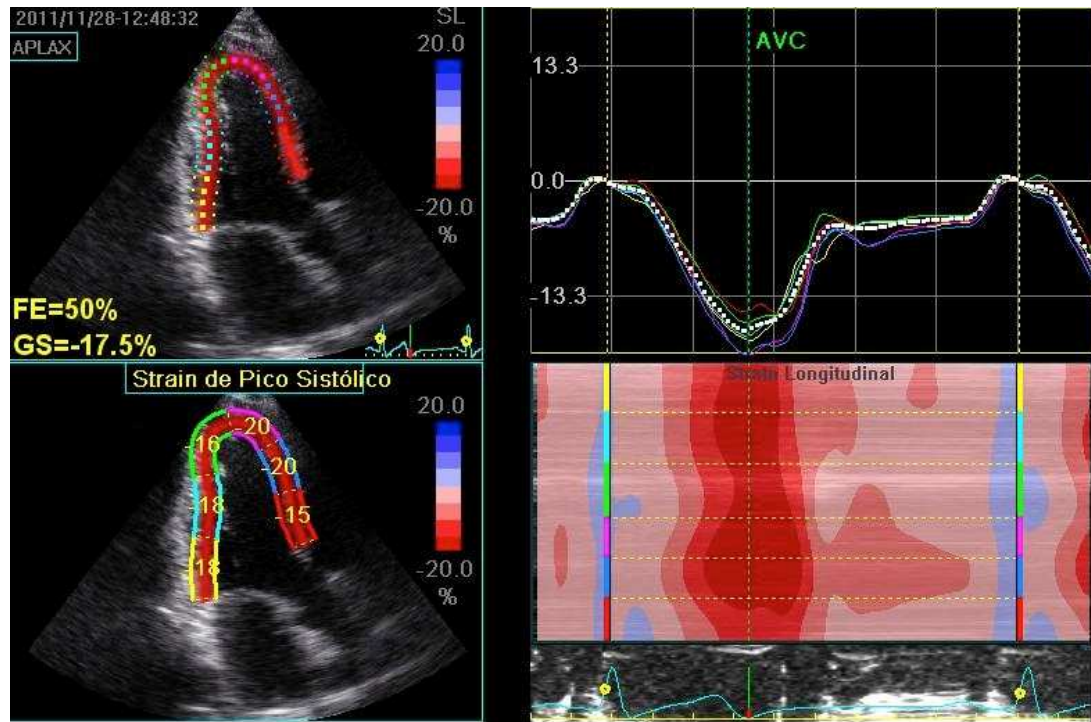 2011/11/28-12:48:32
APLAX
SL
20.0
-20.0
%
FE=50%
GS=-17.5%
AVC
13.3
0.0
-13.3
Strain de Pico Sistólico
20.0
-20.0
%
-16
-20
-20
-18
-15
-18
Strain Longitudinal